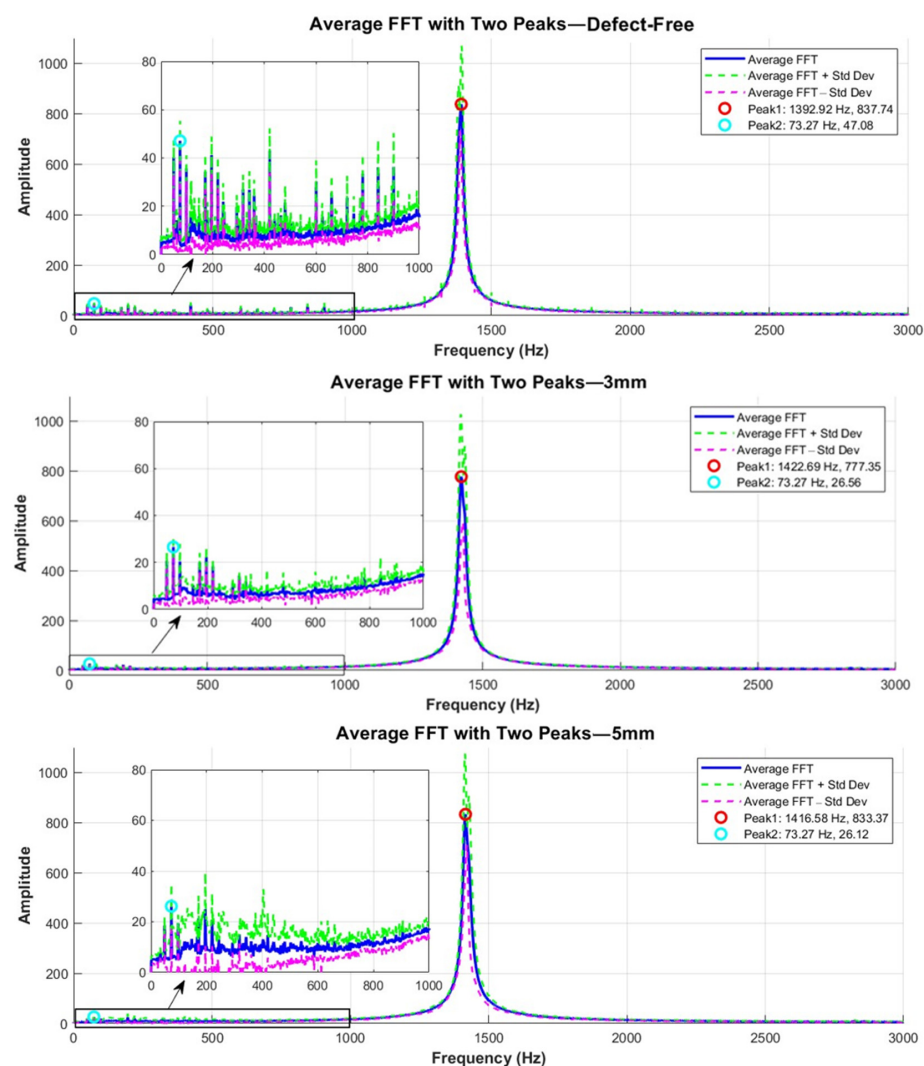 Average FFT with Two Peaks—Defect-Free
Amplitude
1000
800
600
400
200
0
80
60
40
20
0
0 200 400 600 800 1000
Average FFT
Average FFT + Std Dev
Average FFT – Std Dev
Peak1: 1392.92 Hz, 837.74
Peak2: 73.27 Hz, 47.08
0 500 1000 1500 2000 2500 3000
Frequency (Hz)
Average FFT with Two Peaks—3mm
Amplitude
1000
800
600
400
200
0
80
60
40
20
0
0 200 400 600 800 1000
Average FFT
Average FFT + Std Dev
Average FFT – Std Dev
Peak1: 1422.69 Hz, 777.35
Peak2: 73.27 Hz, 26.56
0 500 1000 1500 2000 2500 3000
Frequency (Hz)
Average FFT with Two Peaks—5mm
Amplitude
1000
800
600
400
200
0
80
60
40
20
0
0 200 400 600 800 1000
Average FFT
Average FFT + Std Dev
Average FFT – Std Dev
Peak1: 1416.58 Hz, 833.37
Peak2: 73.27 Hz, 26.12
0 500 1000 1500 2000 2500 3000
Frequency (Hz)